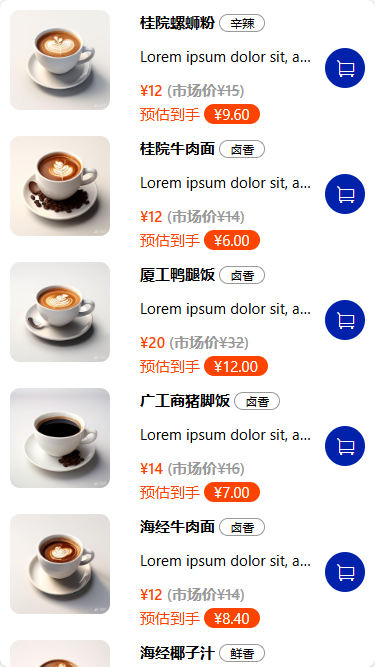 桂院螺蛳粉 辛辣
Lorem ipsum dolor sit, a...
¥12 (市场价¥15)
预估到手 ¥9.60
桂院牛肉面 卤香
Lorem ipsum dolor sit, a...
¥12 (市场价¥14)
预估到手 ¥6.00
厦工鸭腿饭 卤香
Lorem ipsum dolor sit, a...
¥20 (市场价¥32)
预估到手 ¥12.00
广工商猪脚饭 卤香
Lorem ipsum dolor sit, a...
¥14 (市场价¥16)
预估到手 ¥7.00
海经牛肉面 卤香
Lorem ipsum dolor sit, a...
¥12 (市场价¥14)
预估到手 ¥8.40
海经椰子汁 鲜香